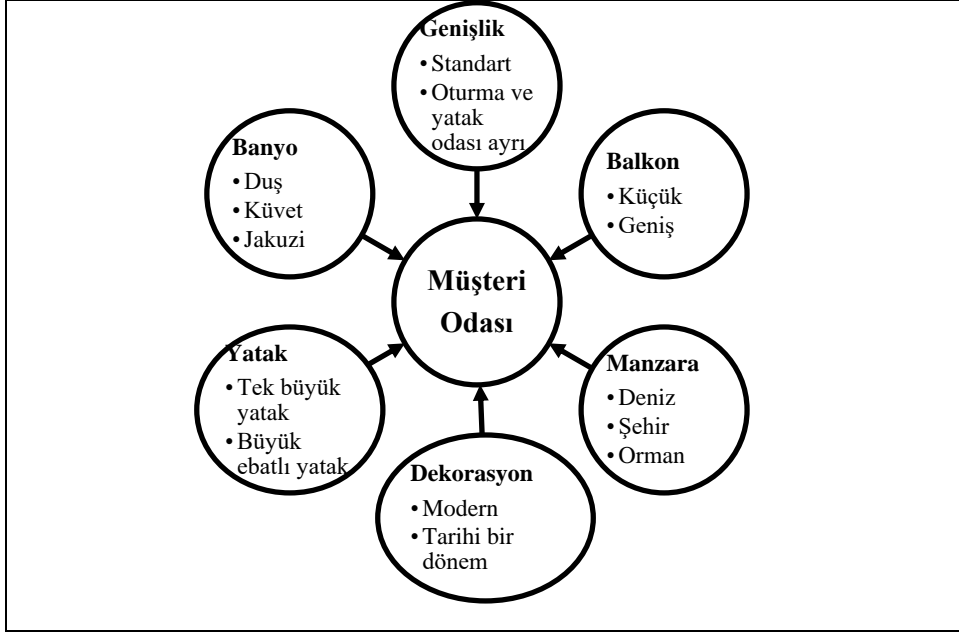 Genişlik
• Standart
• Oturma ve
yatak
odası ayrı
Banyo
• Duş
• Küvet
• Jakuzi
Balkon
• Küçük
• Geniş
Müşteri
Odası
Yatak
• Tek büyük
yatak
• Büyük
ebatlı yatak
Manzara
• Deniz
• Şehir
• Orman
Dekorasyon
• Modern
• Tarihi bir
dönem